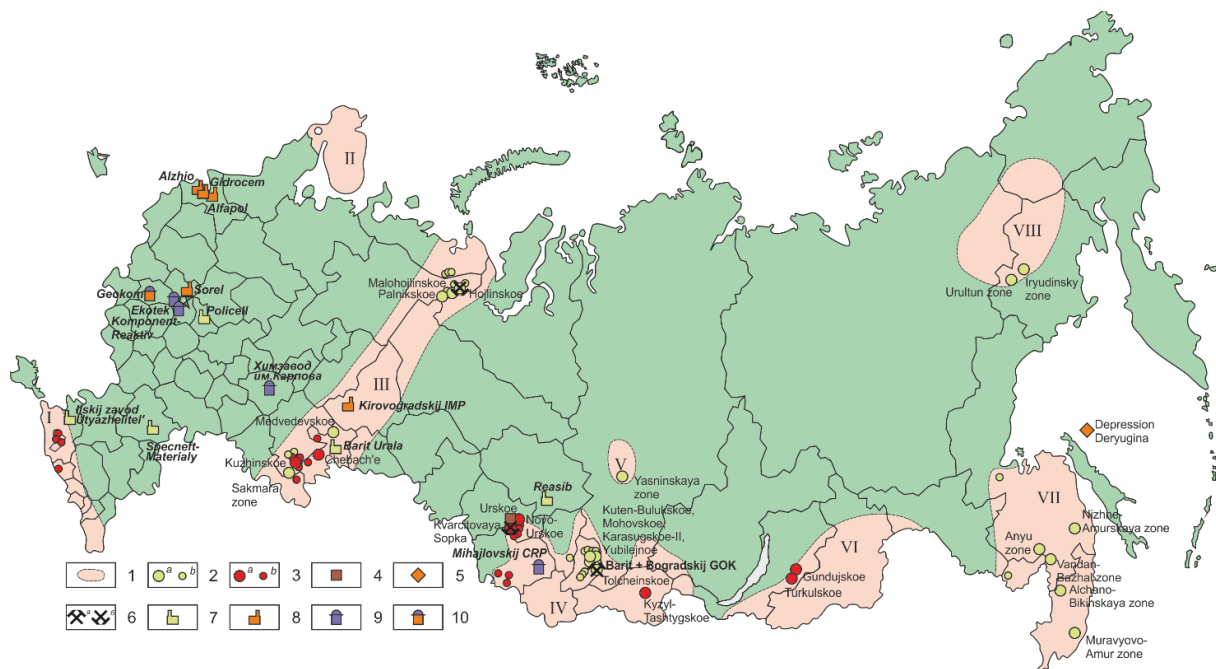 II
Alzhio
Gidrocem
Alfapol
VIII
Malohojlinskoe
Palnikskoe
Hojlinskoe
Urultun zone
Iryudinsky
zone
Geokom
Sorel
Ekotek
Policell
Komponent-
Reaktiv
Химзавод
им.Карпова
III
Kirovogradskij IMP
I
Ilskij zavod
Utyazhelitel'
Specneft-
Materialy
Medvedevskoe
Barit Urala
Chebach'e
Kuzhinskoe
Sakmara
zone
Depression
Deryugina
V
Yasninskaya
zone
Reasib
Urskoe
Novo-
Urskoe
Kvarcitovaya
Sopka
Kuten-Bulukskoe,
Mohovskoe,
Karasugskoe-II,
Yubilejnoe
Mihajlovskij CRP
Barit + Bogradskij GOK
Tolcheinskoe
IV
Kyzyl-
Tashtygskoe
VI
Gundujskoe
Turkulskoe
VII
Nizhne-
Amurskaya zone
Anyu
zone
Vandan-
Bazhal zone
Alchano-
Bikinskaya zone
Muravyovo-
Amur zone
1
a b 2
a b 3
4
5
6
7
8
9
10